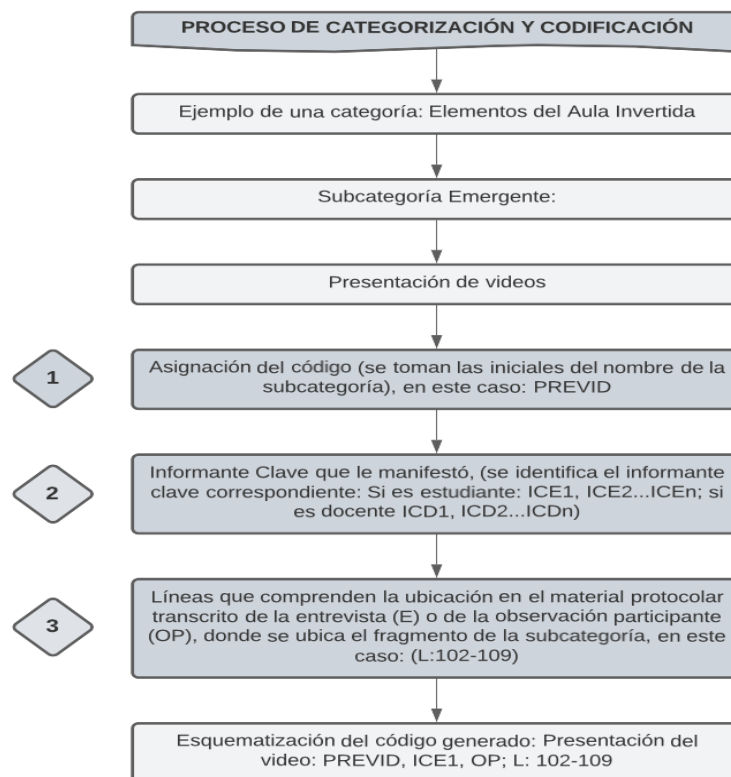 PROCESO DE CATEGORIZACIÓN Y CODIFICACIÓN
Ejemplo de una categoría: Elementos del Aula Invertida
Subcategoría Emergente:
Presentación de videos
1
Asignación del código (se toman las iniciales del nombre de la
subcategoría), en este caso: PREVID
2
Informante Clave que le manifestó, (se identifica el informante
clave correspondiente: Si es estudiante: ICE1, ICE2...ICEn; si
es docente ICD1, ICD2...ICDn)
3
Líneas que comprenden la ubicación en el material protocolar
transcrito de la entrevista (E) o de la observación participante
(OP), donde se ubica el fragmento de la subcategoría, en este
caso: (L:102-109)
Esquematización del código generado: Presentación del
video: PREVID, ICE1, OP; L: 102-109